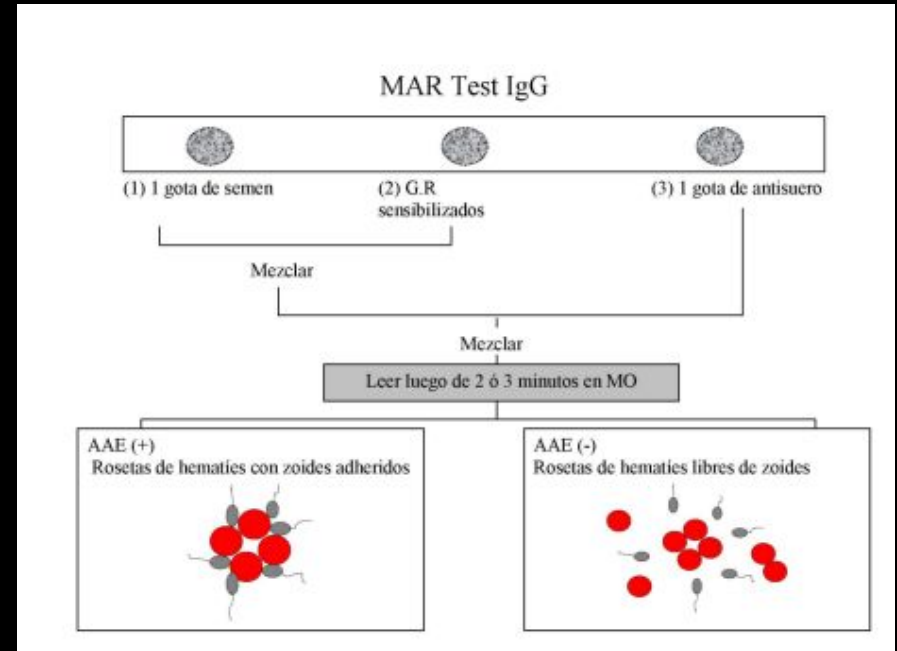 MAR Test IgG
(1) 1 gota de semen
(2) G.R
sensibilizados
(3) 1 gota de antisuero
Mezclar
Mezclar
Leer luego de 2 ó 3 minutos en MO
AAE (+)
Rosetas de hematíes con zoides adheridos
AAE (-)
Rosetas de hematíes libres de zoides